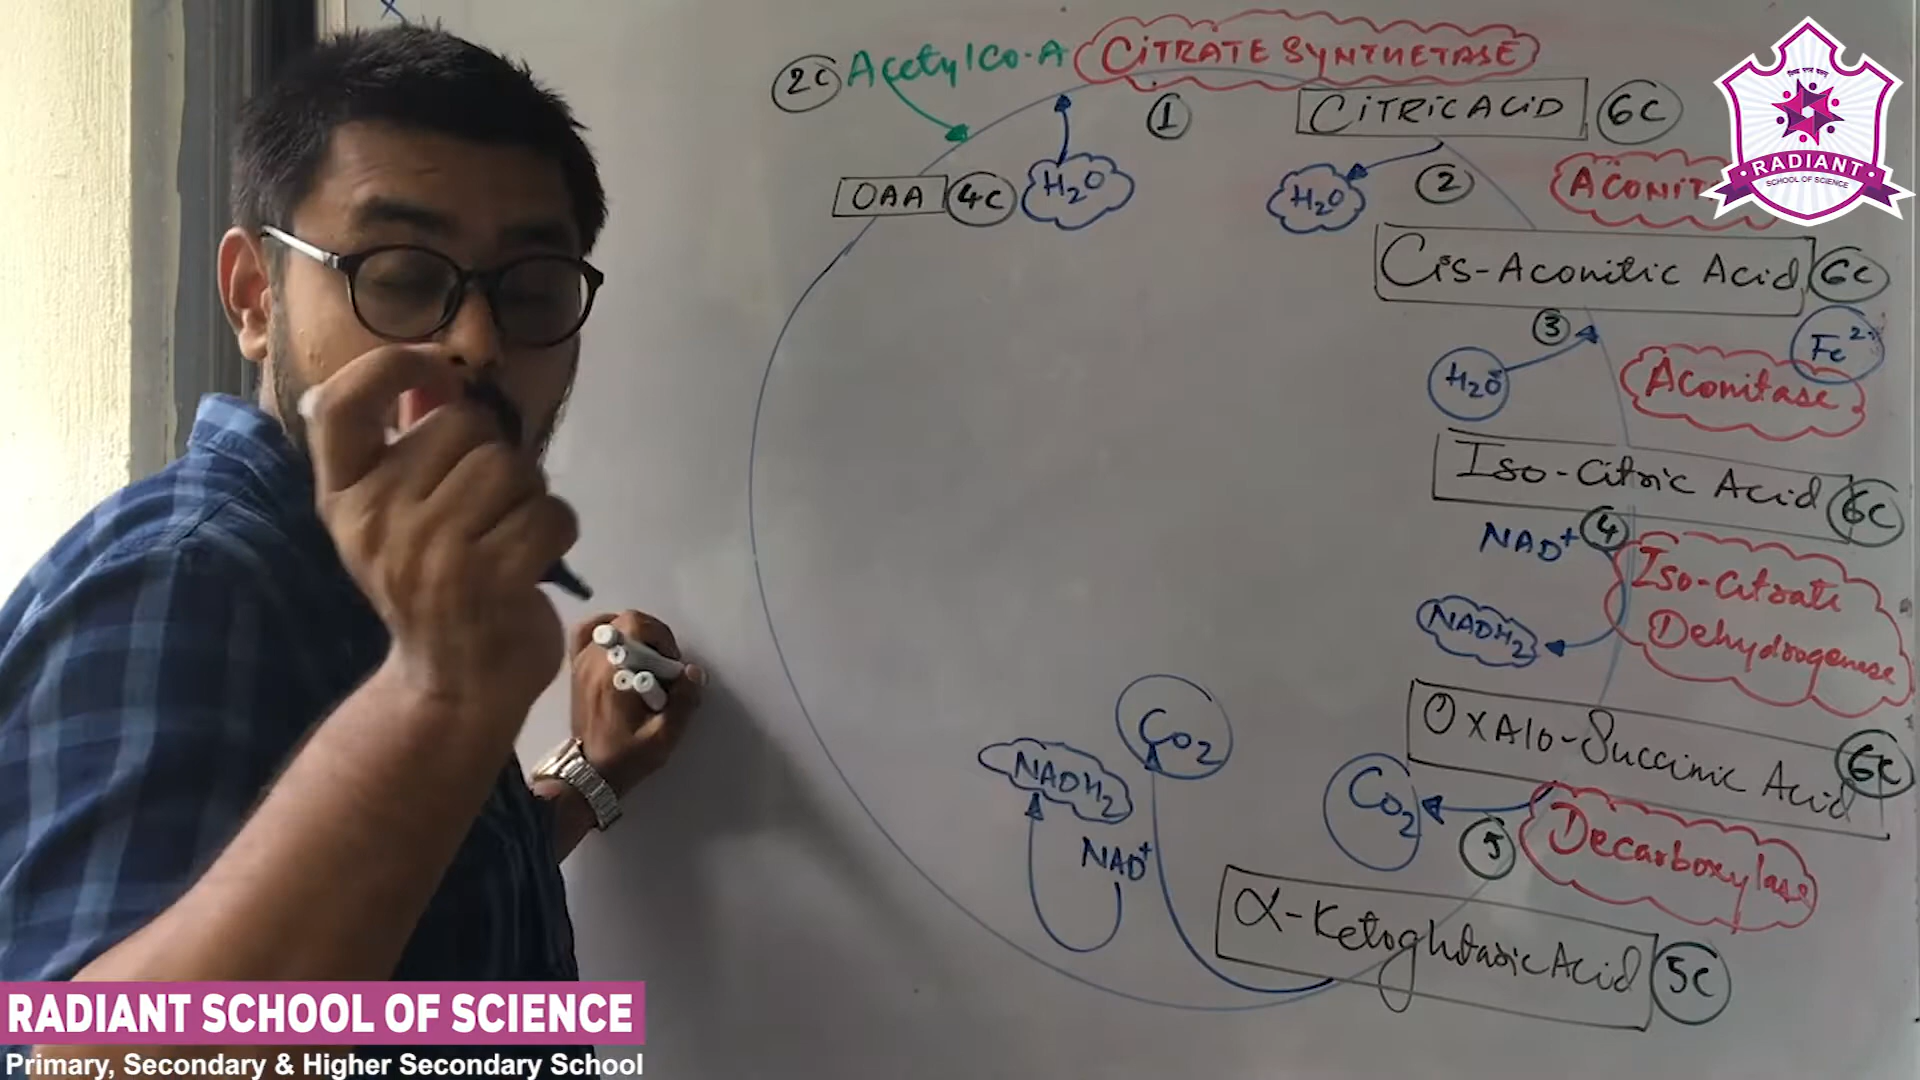 2C Acetyl Co-A CITRATE SYNTHETASE
1
CITRIC ACID 6C
OAA 4C H2O
H2O 2
RADIANT
SCHOOL OF SCIENCE
Cis-Aconitic Acid 6C
3 Fe2+
H2O Aconitase
Iso-Citric Acid 6C
NAD+ 4
Iso-Citrate
Dehydrogenase
NADH2
OxAlo-Succinic Acid 6C
CO2
NADH2
CO2
5 Decarboxylase
NAD+
α-Ketoglutaric Acid 5C
RADIANT SCHOOL OF SCIENCE
Primary, Secondary & Higher Secondary School